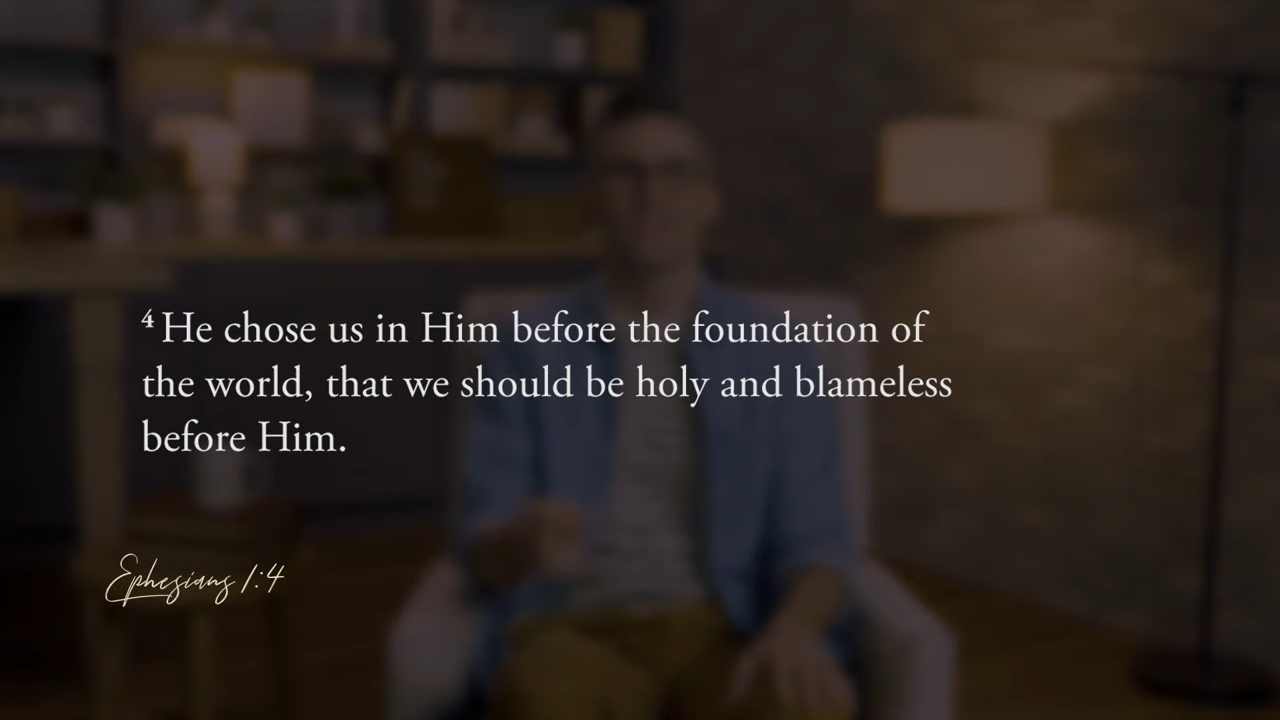 ⁴ He chose us in Him before the foundation of
the world, that we should be holy and blameless
before Him.
Ephesians 1:4